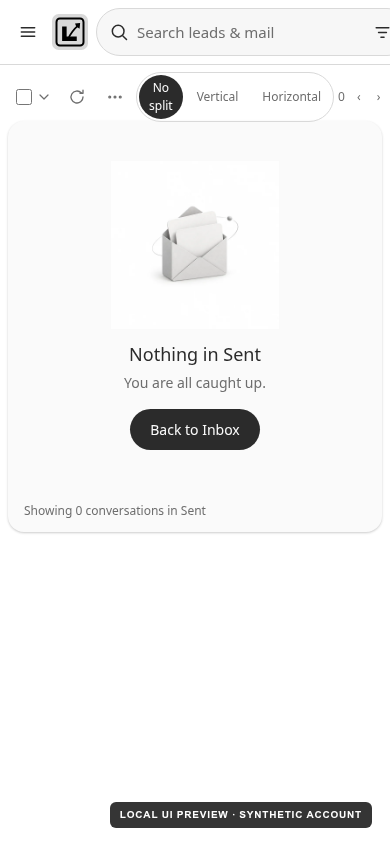 Search leads & mail
No split
Vertical
Horizontal
0
Nothing in Sent
You are all caught up.
Back to Inbox
Showing 0 conversations in Sent
LOCAL UI PREVIEW · SYNTHETIC ACCOUNT